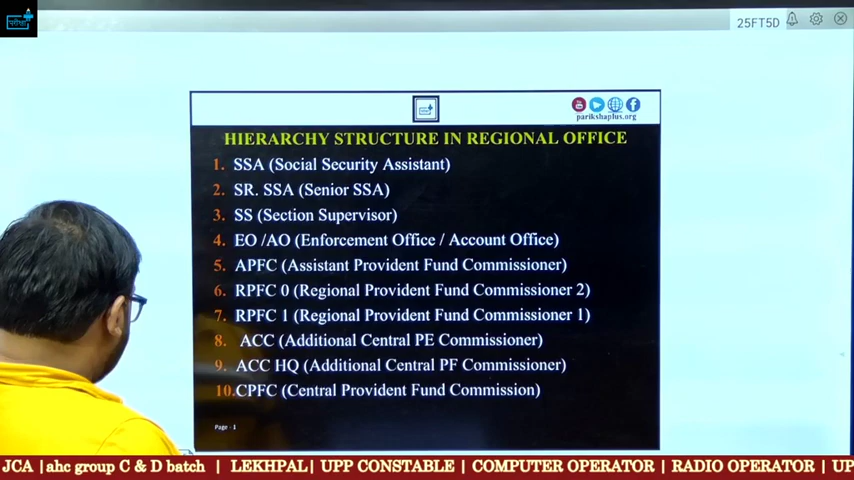 परीक्षा
25FT5D
parikshaplus.org
HIERARCHY STRUCTURE IN REGIONAL OFFICE
1. SSA (Social Security Assistant)
2. SR. SSA (Senior SSA)
3. SS (Section Supervisor)
4. EO /AO (Enforcement Office / Account Office)
5. APFC (Assistant Provident Fund Commissioner)
6. RPFC 0 (Regional Provident Fund Commissioner 2)
7. RPFC 1 (Regional Provident Fund Commissioner 1)
8. ACC (Additional Central PE Commissioner)
9. ACC HQ (Additional Central PF Commissioner)
10.CPFC (Central Provident Fund Commission)
Page - 1
JCA |ahc group C & D batch | LEKHPAL| UPP CONSTABLE | COMPUTER OPERATOR | RADIO OPERATOR | UP